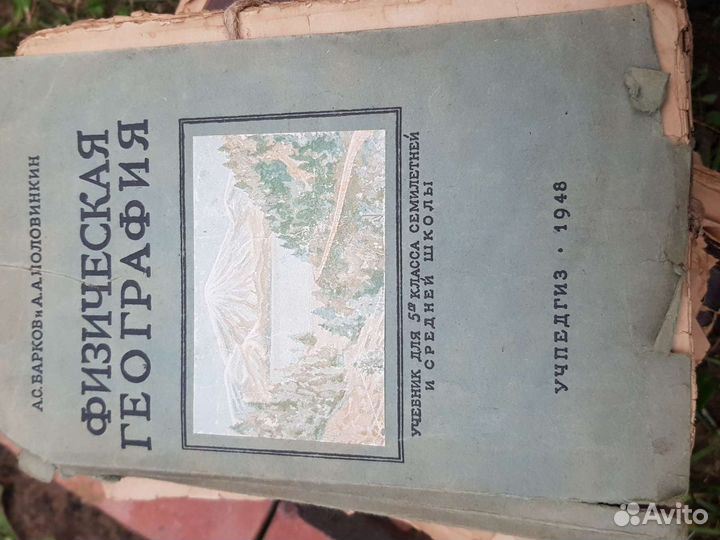 А.С.БАРКОВ и А.А.ПОЛОВИНКИН
ФИЗИЧЕСКАЯ
ГЕОГРАФИЯ
УЧЕБНИК ДЛЯ 5го КЛАССА СЕМИЛЕТНЕЙ
И СРЕДНЕЙ ШКОЛЫ
УЧПЕДГИЗ • 1948
Avito